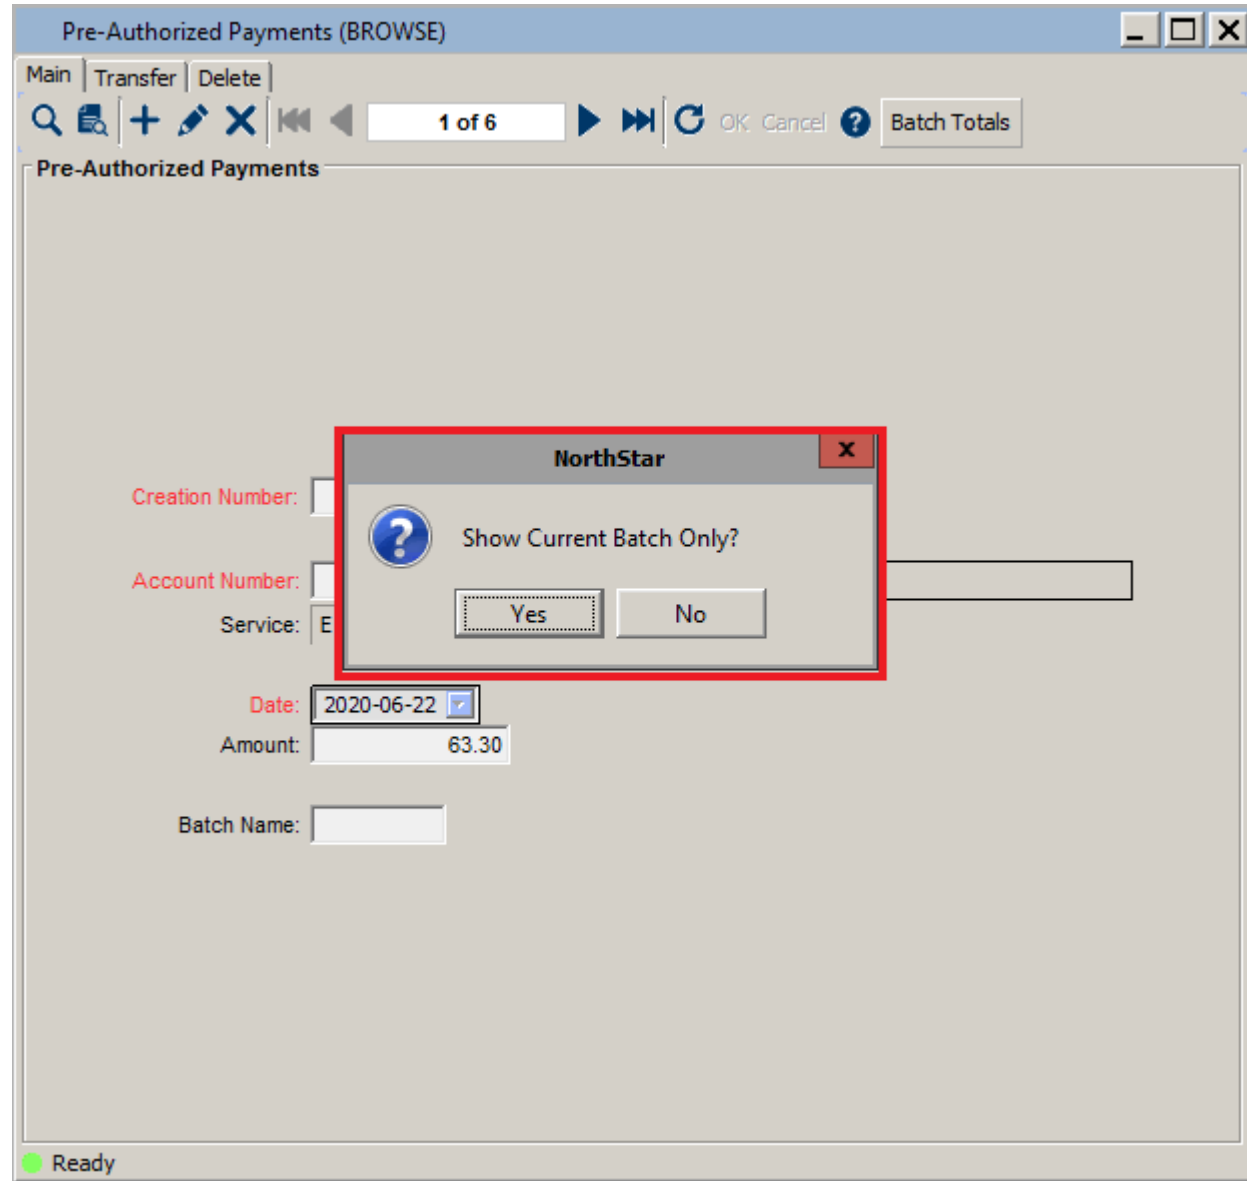 Pre-Authorized Payments (BROWSE)
Main Transfer Delete
1 of 6 OK Cancel ? Batch Totals
Pre-Authorized Payments
NorthStar x
Creation Number:
? Show Current Batch Only?
Account Number:
Yes No
Service: E
Date: 2020-06-22
Amount: 63.30
Batch Name:
Ready